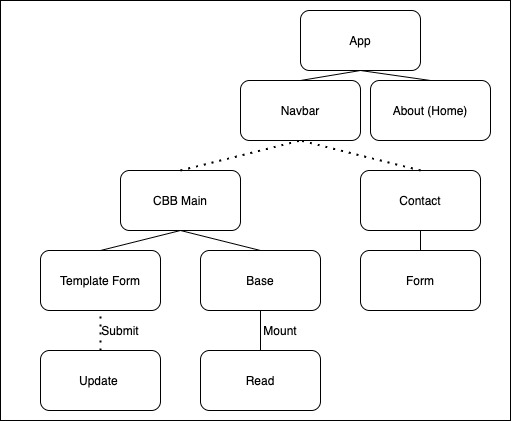 App
Navbar
About (Home)
CBB Main
Contact
Template Form
Base
Form
Submit
Mount
Update
Read